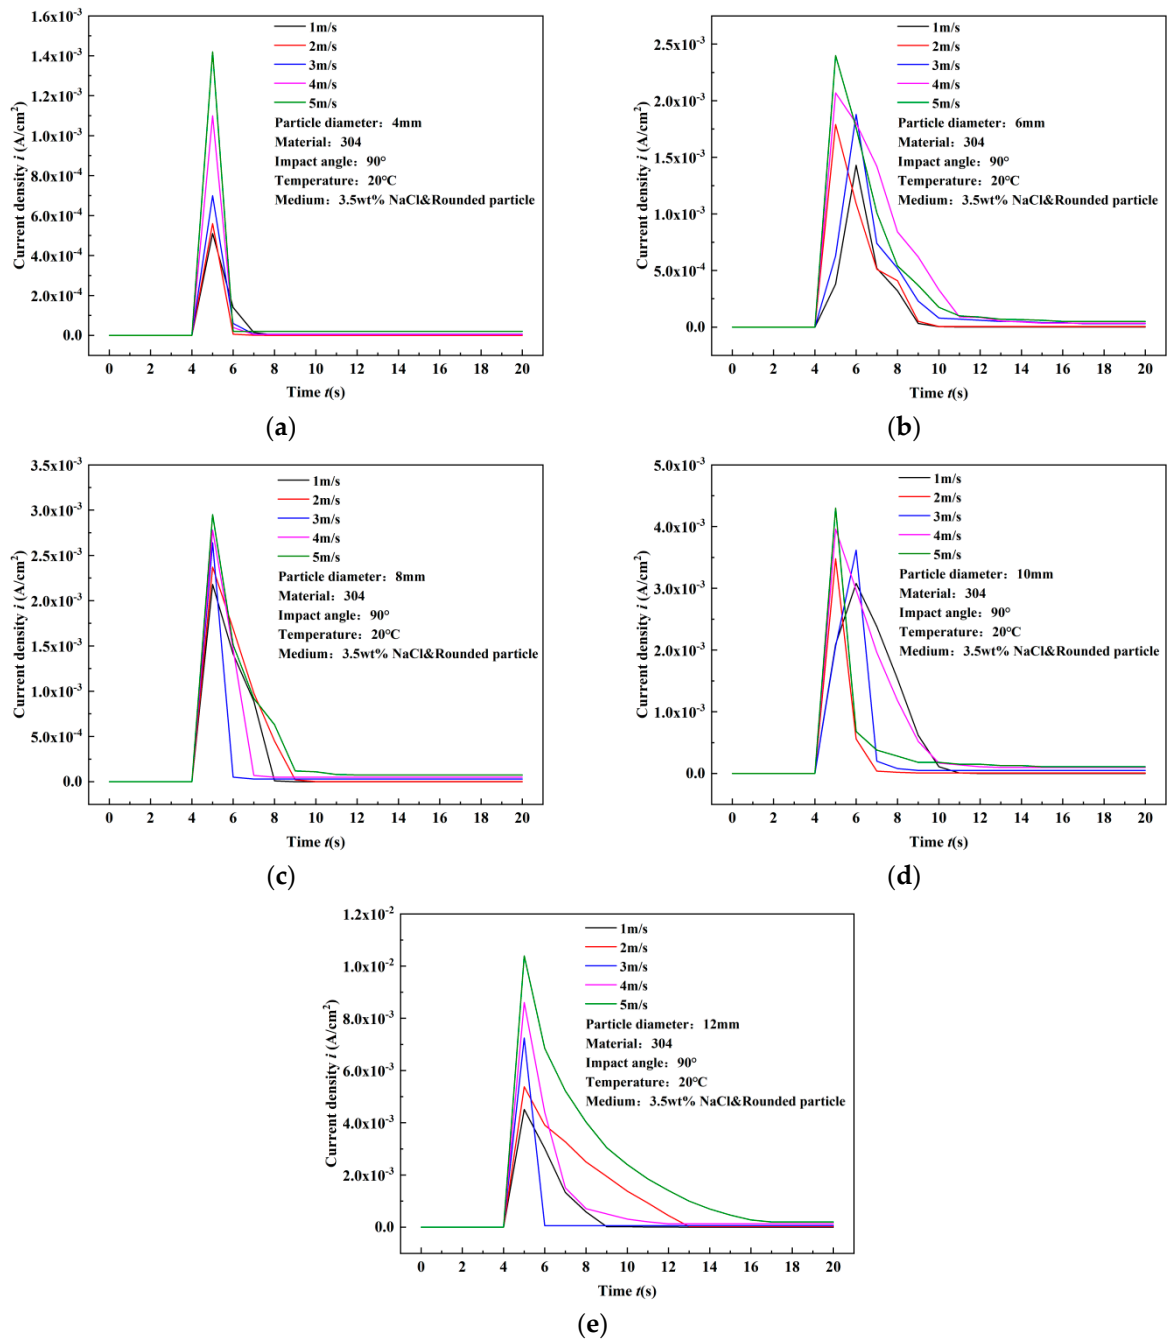 1.6x10⁻³
1.4x10⁻³
1.2x10⁻³
1.0x10⁻³
8.0x10⁻⁴
6.0x10⁻⁴
4.0x10⁻⁴
2.0x10⁻⁴
0.0
Current density i (A/cm²)
1m/s
2m/s
3m/s
4m/s
5m/s
Particle diameter：4mm
Material：304
Impact angle：90°
Temperature：20℃
Medium：3.5wt% NaCl&Rounded particle
0 2 4 6 8 10 12 14 16 18 20
Time t(s)
(a)
2.5x10⁻³
2.0x10⁻³
1.5x10⁻³
1.0x10⁻³
5.0x10⁻⁴
0.0
Current density i (A/cm²)
1m/s
2m/s
3m/s
4m/s
5m/s
Particle diameter：6mm
Material：304
Impact angle：90°
Temperature：20℃
Medium：3.5wt% NaCl&Rounded particle
0 2 4 6 8 10 12 14 16 18 20
Time t(s)
(b)
3.5x10⁻³
3.0x10⁻³
2.5x10⁻³
2.0x10⁻³
1.5x10⁻³
1.0x10⁻³
5.0x10⁻⁴
0.0
Current density i (A/cm²)
1m/s
2m/s
3m/s
4m/s
5m/s
Particle diameter：8mm
Material：304
Impact angle：90°
Temperature：20℃
Medium：3.5wt% NaCl&Rounded particle
0 2 4 6 8 10 12 14 16 18 20
Time t(s)
(c)
5.0x10⁻³
4.0x10⁻³
3.0x10⁻³
2.0x10⁻³
1.0x10⁻³
0.0
Current density i (A/cm²)
1m/s
2m/s
3m/s
4m/s
5m/s
Particle diameter：10mm
Material：304
Impact angle：90°
Temperature：20℃
Medium：3.5wt% NaCl&Rounded particle
0 2 4 6 8 10 12 14 16 18 20
Time t(s)
(d)
1.2x10⁻²
1.0x10⁻²
8.0x10⁻³
6.0x10⁻³
4.0x10⁻³
2.0x10⁻³
0.0
Current density i (A/cm²)
1m/s
2m/s
3m/s
4m/s
5m/s
Particle diameter：12mm
Material：304
Impact angle：90°
Temperature：20℃
Medium：3.5wt% NaCl&Rounded particle
0 2 4 6 8 10 12 14 16 18 20
Time t(s)
(e)